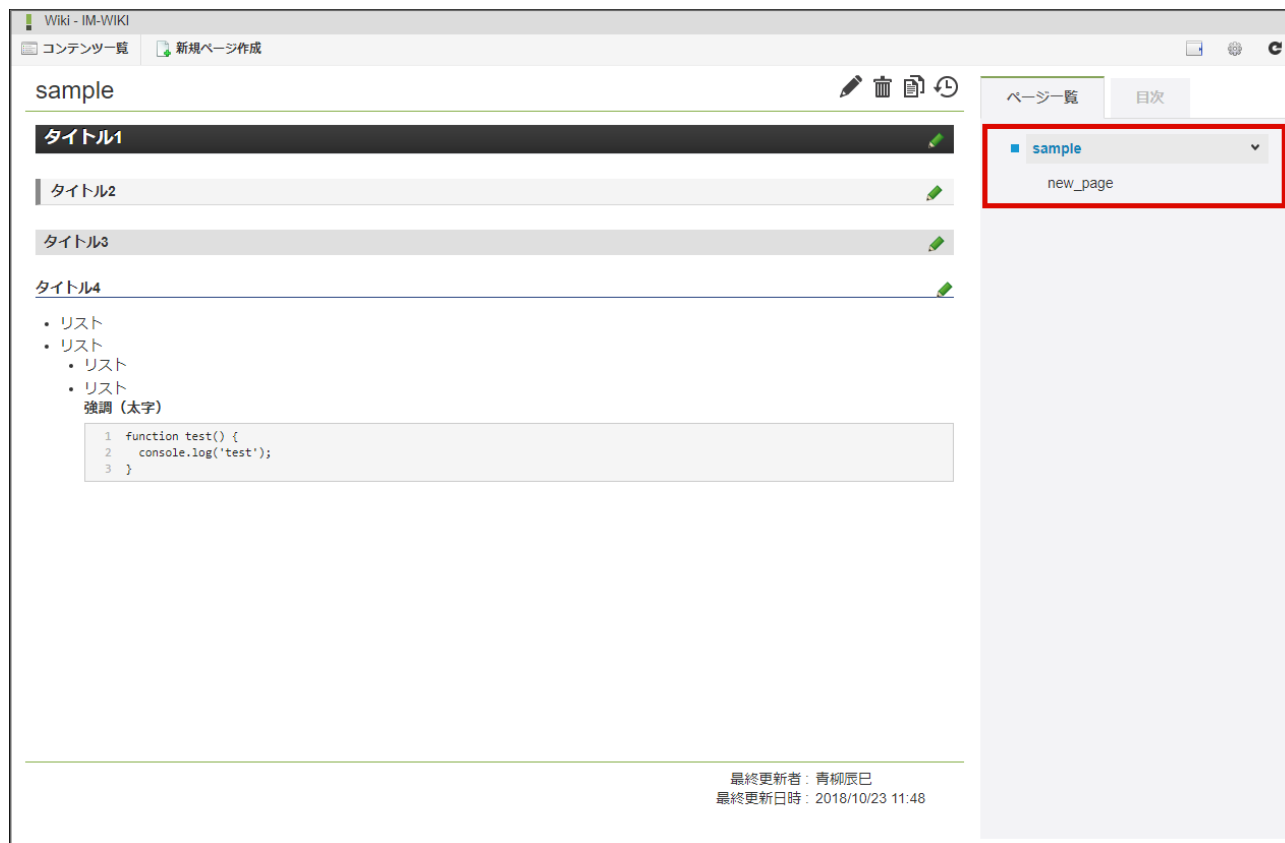 Wiki - IM-WIKI
コンテンツ一覧 新規ページ作成
sample
タイトル1
タイトル2
タイトル3
タイトル4
• リスト
• リスト
• リスト
• リスト
強調（太字）
1 function test() {
2   console.log('test');
3 }
最終更新者 : 青柳辰巳
最終更新日時 : 2018/10/23 11:48
ページ一覧 目次
sample
new_page